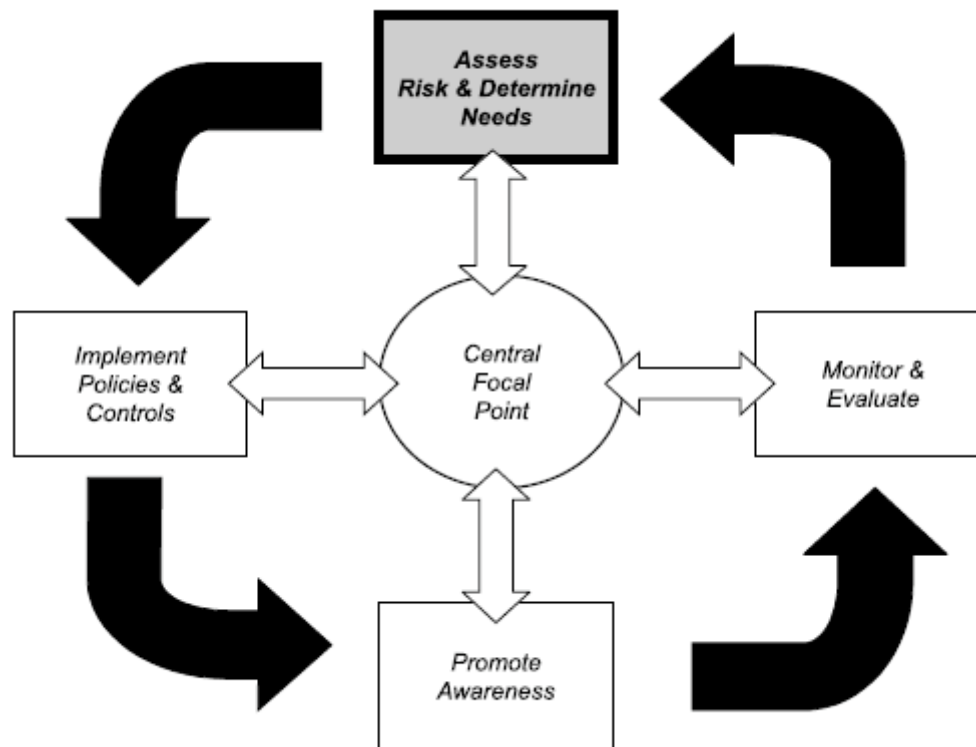 Assess
Risk & Determine
Needs
Implement
Policies &
Controls
Central
Focal
Point
Monitor &
Evaluate
Promote
Awareness